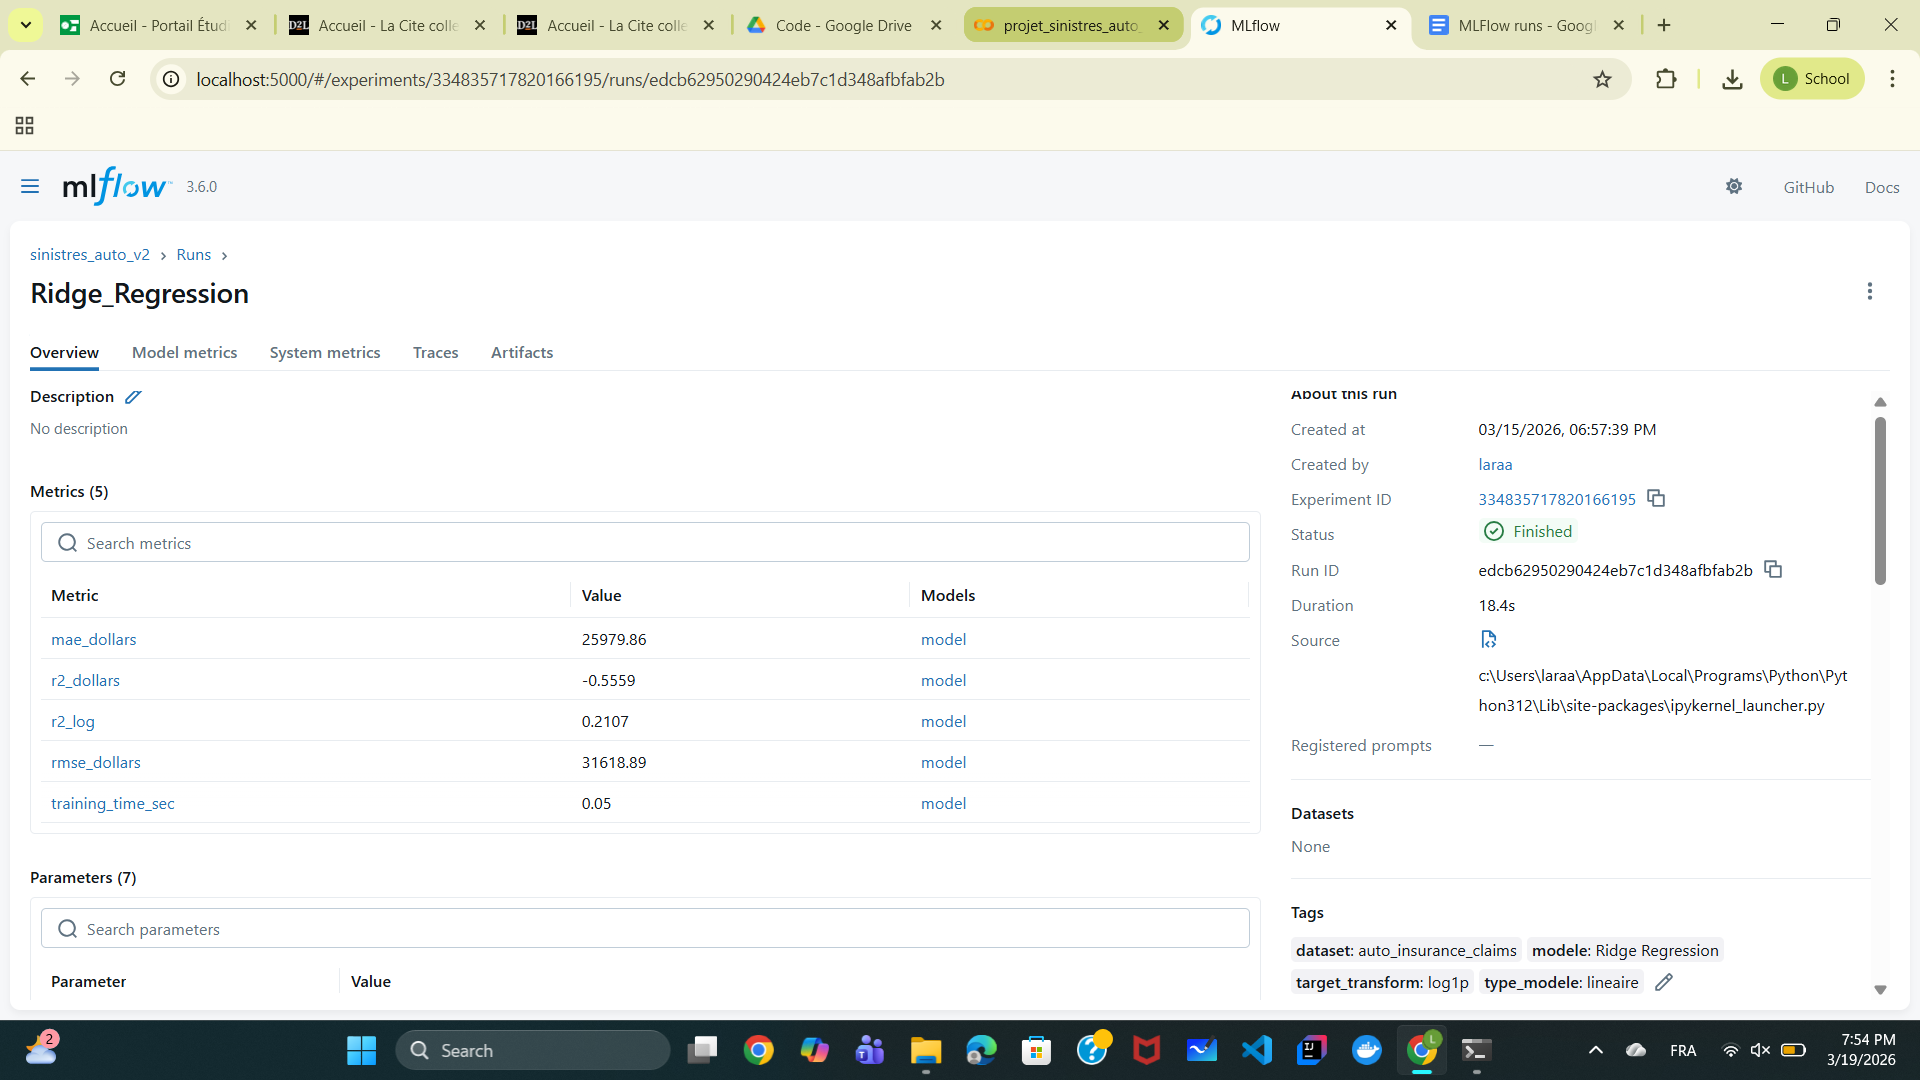 Accueil - Portail Étudi
Accueil - La Cite colle
Accueil - La Cite colle
Code - Google Drive
projet_sinistres_auto_
MLflow
MLFlow runs - Googl
localhost:5000/#/experiments/334835717820166195/runs/edcb62950290424eb7c1d348afbfab2b
L School
mlflow 3.6.0
GitHub
Docs
sinistres_auto_v2 > Runs >
Ridge_Regression
Overview
Model metrics
System metrics
Traces
Artifacts
Description
No description
Metrics (5)
Search metrics
Metric Value Models
mae_dollars 25979.86 model
r2_dollars -0.5559 model
r2_log 0.2107 model
rmse_dollars 31618.89 model
training_time_sec 0.05 model
Parameters (7)
Search parameters
Parameter Value
About this run
Created at 03/15/2026, 06:57:39 PM
Created by laraa
Experiment ID 334835717820166195
Status Finished
Run ID edcb62950290424eb7c1d348afbfab2b
Duration 18.4s
Source
c:\Users\laraa\AppData\Local\Programs\Python\Pyt
hon312\Lib\site-packages\ipykernel_launcher.py
Registered prompts —
Datasets
None
Tags
dataset: auto_insurance_claims modele: Ridge Regression
target_transform: log1p type_modele: lineaire
2
Search
L
FRA
7:54 PM
3/19/2026